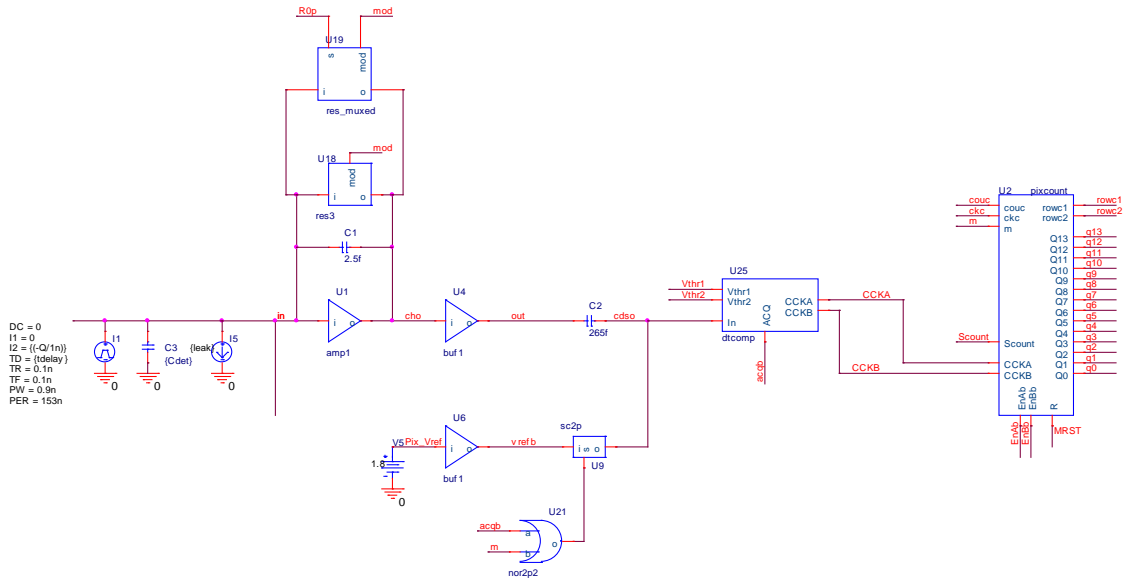 R0p
mod
U19
s
mod
i
o
res_muxed
U18
mod
mod
i
o
res3
C1
2.5f
U1
i
o
amp1
in
cho
U4
i
o
buf1
out
C2
265f
cdso
U25
Vthr1
Vthr2
Vthr1
Vthr2
In
ACQ
CCKA
CCKB
dtcomp
acqb
CCKA
CCKB
U2
pixcount
couc
ckc
m
couc
ckc
m
Scount
Scount
CCKA
CCKB
EnAb
EnBb
R
EnAb
EnBb
MRST
rowc1
rowc2
Q13
Q12
Q11
Q10
Q9
Q8
Q7
Q6
Q5
Q4
Q3
Q2
Q1
Q0
rowc1
rowc2
q13
q12
q11
q10
q9
q8
q7
q6
q5
q4
q3
q2
q1
q0
DC = 0
I1 = 0
I2 = {(-Q/1n)}
TD = {tdelay}
TR = 0.1n
TF = 0.1n
PW = 0.9n
PER = 153n
I1
0
C3
{Cdet}
0
{leak}
I5
0
V5
1.8
0
Pix_Vref
U6
i
o
buf1
vrefb
sc2p
i s o
U9
U21
acqb
m
a
b
o
nor2p2